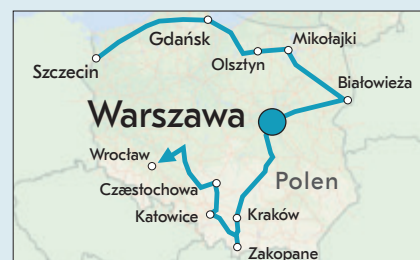 Gdańsk
Mikołajki
Olsztyn
Szczecin
Białowieża
Warszawa
Wrocław
Polen
Częstochowa
Katowice
Kraków
Zakopane